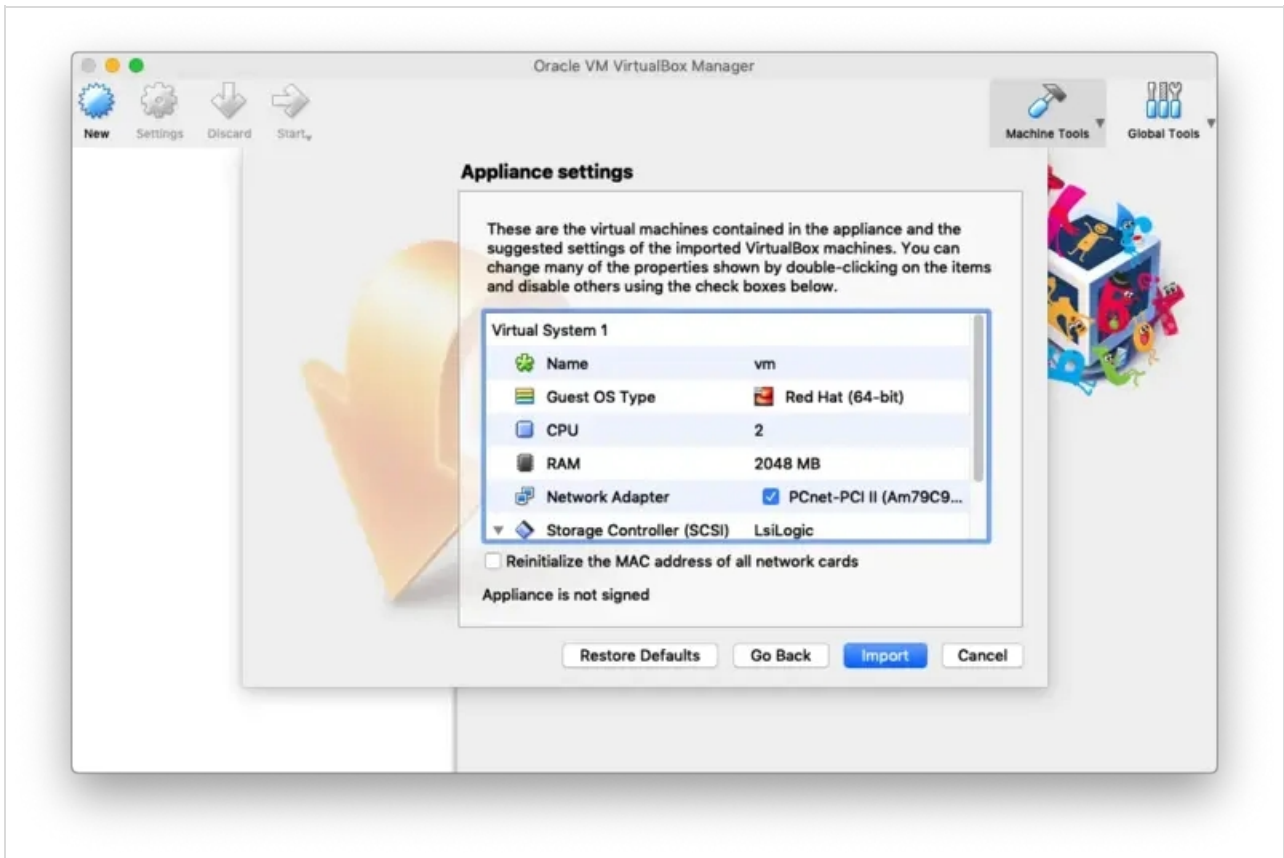 Oracle VM VirtualBox Manager
New
Settings
Discard
Start
Machine Tools
Global Tools
Appliance settings
These are the virtual machines contained in the appliance and the
suggested settings of the imported VirtualBox machines. You can
change many of the properties shown by double-clicking on the items
and disable others using the check boxes below.
Virtual System 1
Name vm
Guest OS Type Red Hat (64-bit)
CPU 2
RAM 2048 MB
Network Adapter PCnet-PCI II (Am79C9...
Storage Controller (SCSI) LsiLogic
Reinitialize the MAC address of all network cards
Appliance is not signed
Restore Defaults
Go Back
Import
Cancel